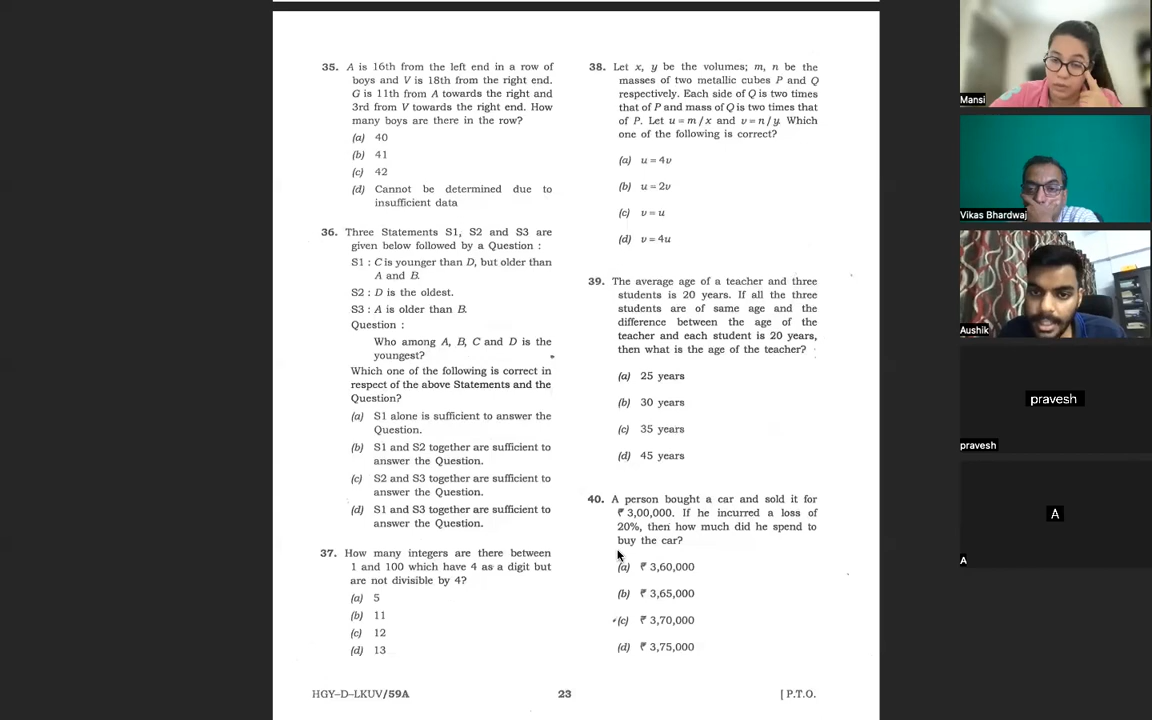 35. A is 16th from the left end in a row of
boys and V is 18th from the right end.
G is 11th from A towards the right and
3rd from V towards the right end. How
many boys are there in the row?
(a) 40
(b) 41
(c) 42
(d) Cannot be determined due to
insufficient data
36. Three Statements S1, S2 and S3 are
given below followed by a Question :
S1 : C is younger than D, but older than
A and B.
S2 : D is the oldest.
S3 : A is older than B.
Question :
Who among A, B, C and D is the
youngest?
Which one of the following is correct in
respect of the above Statements and the
Question?
(a) S1 alone is sufficient to answer the
Question.
(b) S1 and S2 together are sufficient to
answer the Question.
(c) S2 and S3 together are sufficient to
answer the Question.
(d) S1 and S3 together are sufficient to
answer the Question.
37. How many integers are there between
1 and 100 which have 4 as a digit but
are not divisible by 4?
(a) 5
(b) 11
(c) 12
(d) 13
38. Let x, y be the volumes; m, n be the
masses of two metallic cubes P and Q
respectively. Each side of Q is two times
that of P and mass of Q is two times that
of P. Let u = m / x and v = n / y. Which
one of the following is correct?
(a) u = 4v
(b) u = 2v
(c) v = u
(d) v = 4u
39. The average age of a teacher and three
students is 20 years. If all the three
students are of same age and the
difference between the age of the
teacher and each student is 20 years,
then what is the age of the teacher?
(a) 25 years
(b) 30 years
(c) 35 years
(d) 45 years
40. A person bought a car and sold it for
₹ 3,00,000. If he incurred a loss of
20%, then how much did he spend to
buy the car?
(a) ₹ 3,60,000
(b) ₹ 3,65,000
(c) ₹ 3,70,000
(d) ₹ 3,75,000
HGY–D–LKUV/59A
23
[ P.T.O.
Mansi
Vikas Bhardwaj
Aushik
pravesh
pravesh
A
A